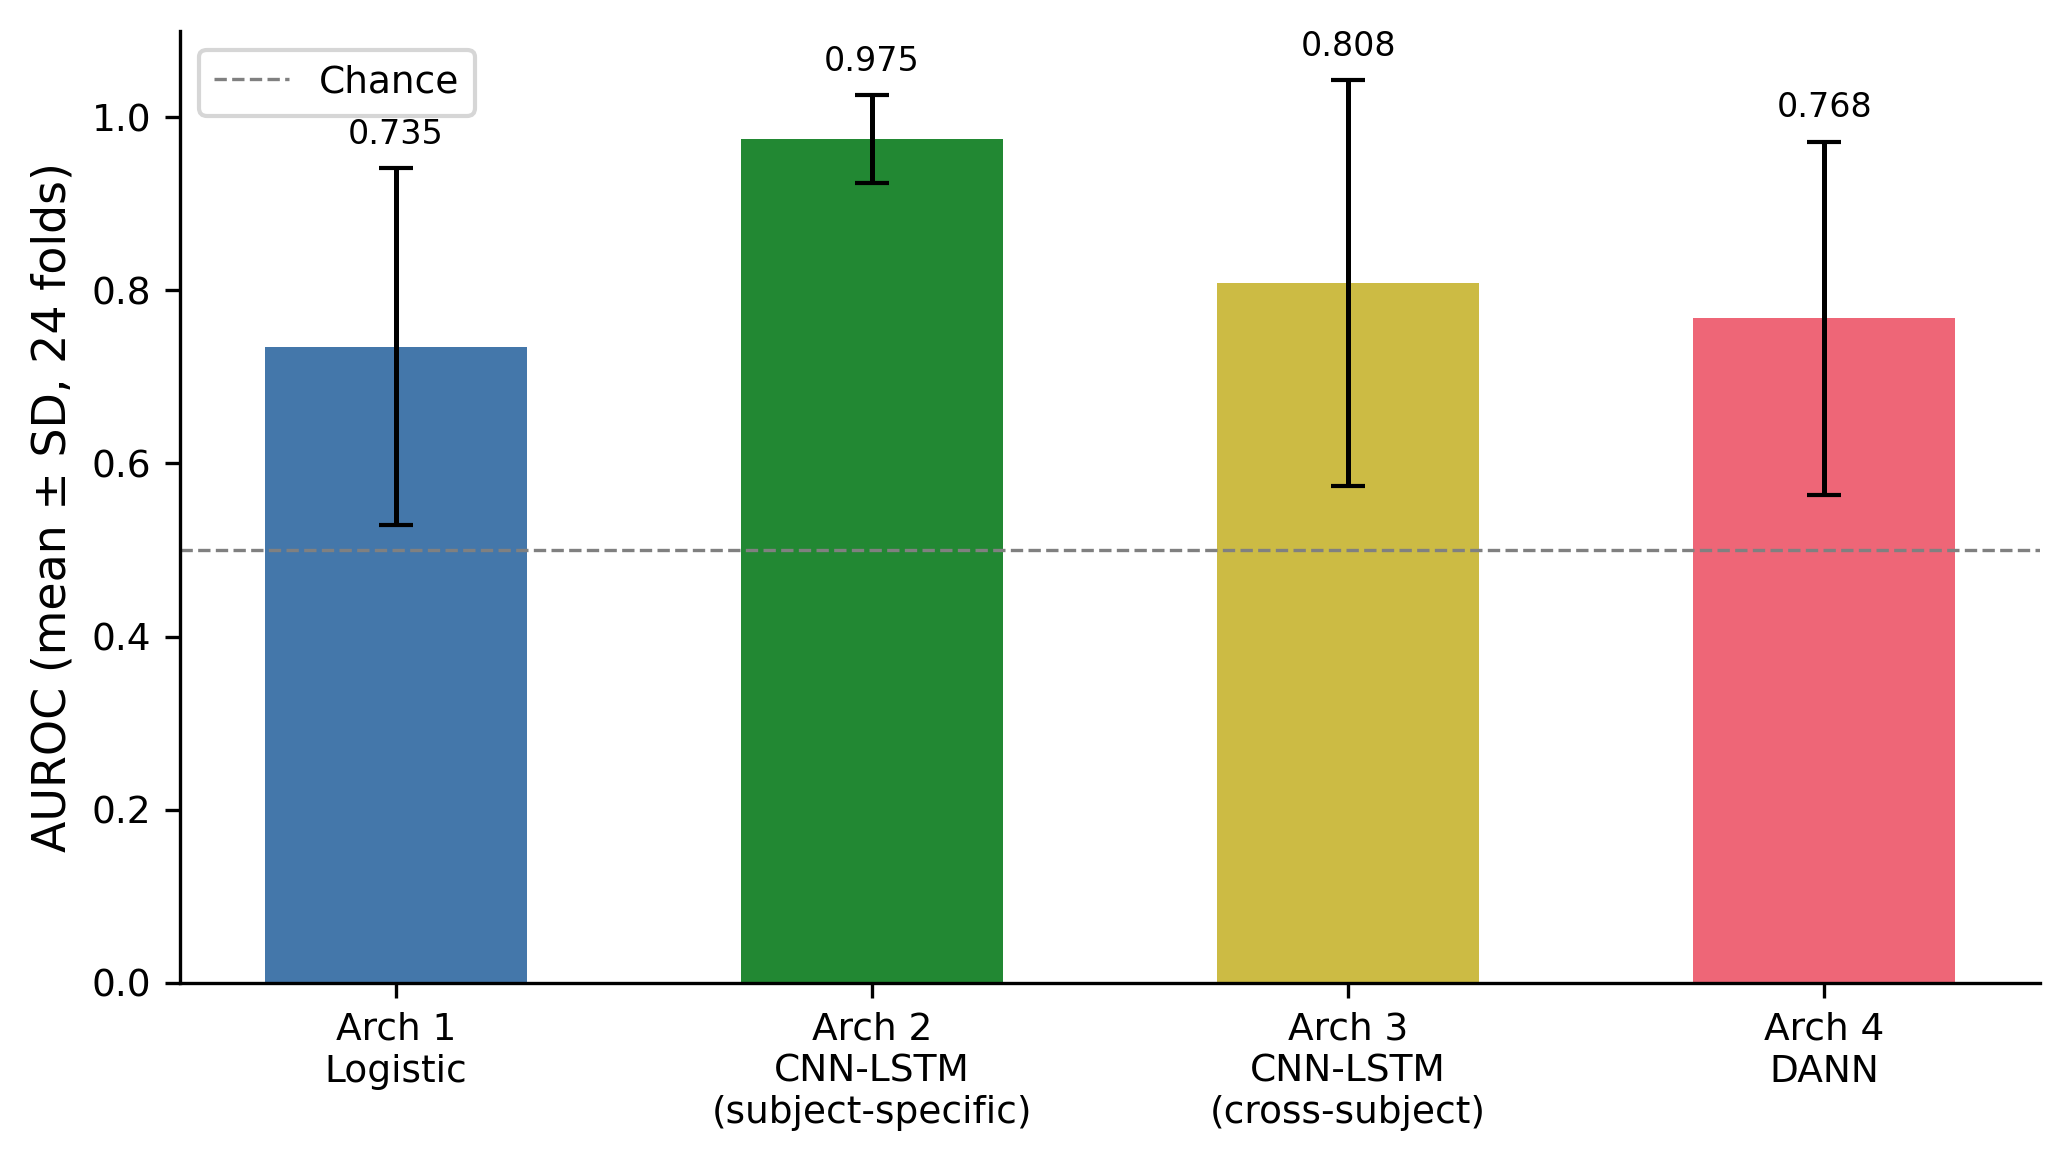 Chance
0.735
0.975
0.808
0.768
AUROC (mean ± SD, 24 folds)
1.0
0.8
0.6
0.4
0.2
0.0
Arch 1
Logistic
Arch 2
CNN-LSTM
(subject-specific)
Arch 3
CNN-LSTM
(cross-subject)
Arch 4
DANN